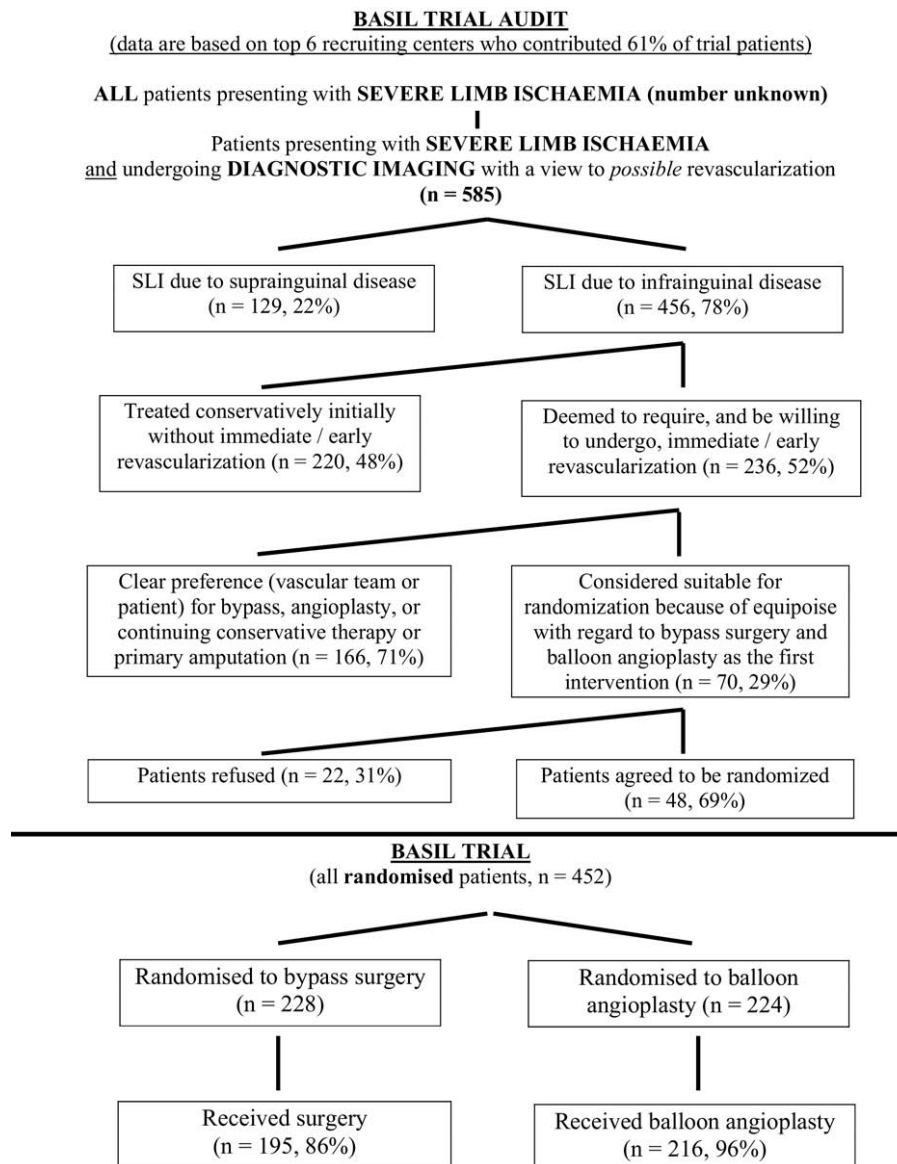 BASIL TRIAL AUDIT
(data are based on top 6 recruiting centers who contributed 61% of trial patients)
ALL patients presenting with SEVERE LIMB ISCHAEMIA (number unknown)
Patients presenting with SEVERE LIMB ISCHAEMIA
and undergoing DIAGNOSTIC IMAGING with a view to possible revascularization
(n = 585)
SLI due to suprainguinal disease
(n = 129, 22%)
SLI due to infrainguinal disease
(n = 456, 78%)
Treated conservatively initially
without immediate / early
revascularization (n = 220, 48%)
Deemed to require, and be willing
to undergo, immediate / early
revascularization (n = 236, 52%)
Clear preference (vascular team or
patient) for bypass, angioplasty, or
continuing conservative therapy or
primary amputation (n = 166, 71%)
Considered suitable for
randomization because of equipoise
with regard to bypass surgery and
balloon angioplasty as the first
intervention (n = 70, 29%)
Patients refused (n = 22, 31%)
Patients agreed to be randomized
(n = 48, 69%)
BASIL TRIAL
(all randomised patients, n = 452)
Randomised to bypass surgery
(n = 228)
Randomised to balloon
angioplasty (n = 224)
Received surgery
(n = 195, 86%)
Received balloon angioplasty
(n = 216, 96%)